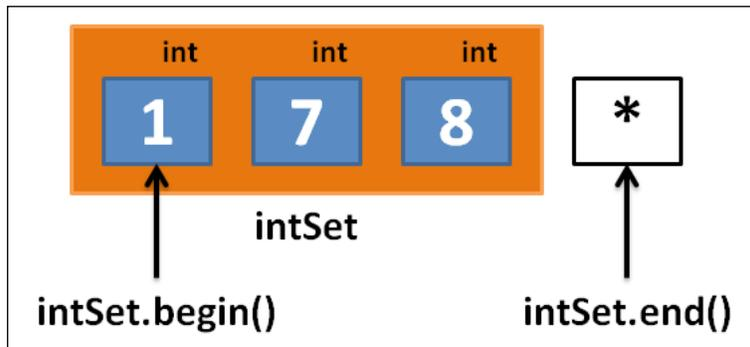 int int int
1 7 8 *
intSet
intSet.begin() intSet.end()